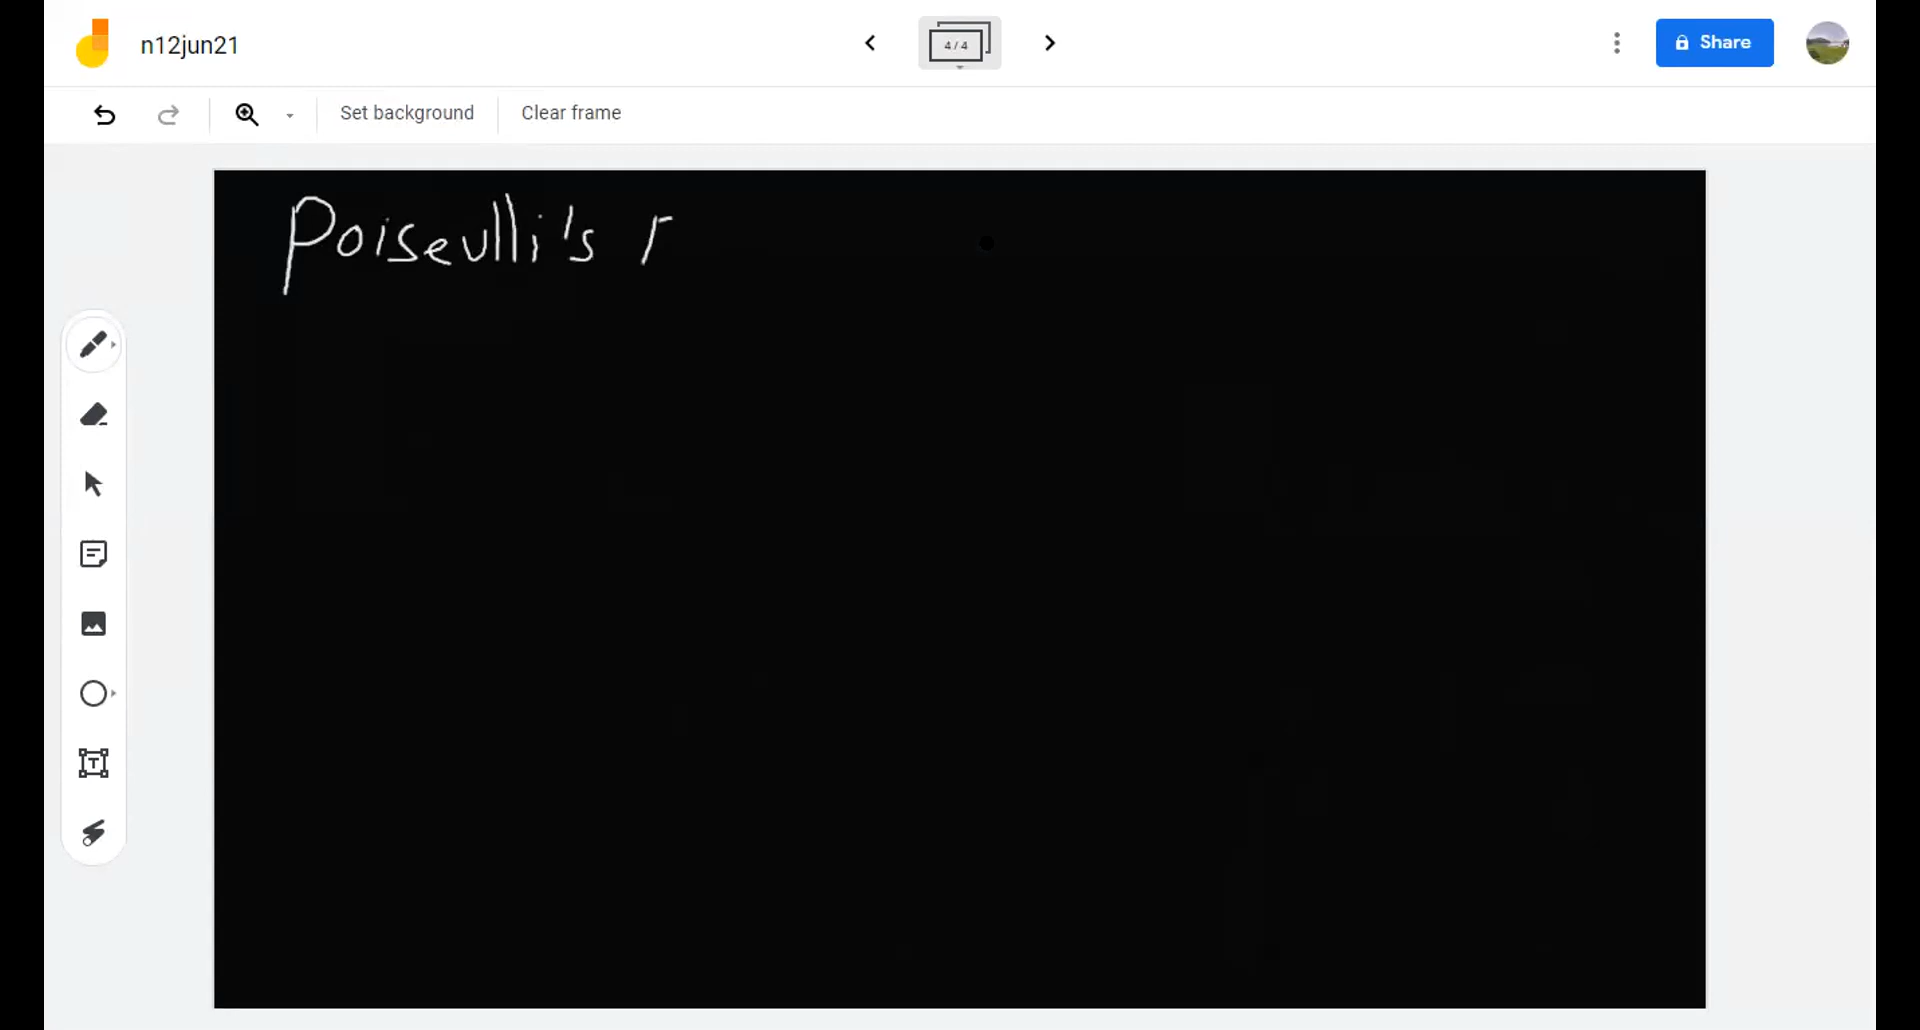 n12jun21
4 / 4
Share
Set background
Clear frame
Poiseulli's r